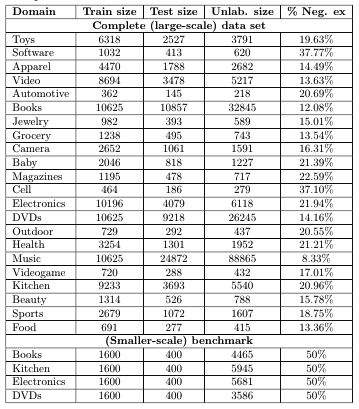 Domain Train size Test size Unlab. size % Neg. ex
Complete (large-scale) data set
Toys 6318 2527 3791 19.63%
Software 1032 413 620 37.77%
Apparel 4470 1788 2682 14.49%
Video 8694 3478 5217 13.63%
Automotive 362 145 218 20.69%
Books 10625 10857 32845 12.08%
Jewelry 982 393 589 15.01%
Grocery 1238 495 743 13.54%
Camera 2652 1061 1591 16.31%
Baby 2046 818 1227 21.39%
Magazines 1195 478 717 22.59%
Cell 464 186 279 37.10%
Electronics 10196 4079 6118 21.94%
DVDs 10625 9218 26245 14.16%
Outdoor 729 292 437 20.55%
Health 3254 1301 1952 21.21%
Music 10625 24872 88865 8.33%
Videogame 720 288 432 17.01%
Kitchen 9233 3693 5540 20.96%
Beauty 1314 526 788 15.78%
Sports 2679 1072 1607 18.75%
Food 691 277 415 13.36%
(Smaller-scale) benchmark
Books 1600 400 4465 50%
Kitchen 1600 400 5945 50%
Electronics 1600 400 5681 50%
DVDs 1600 400 3586 50%